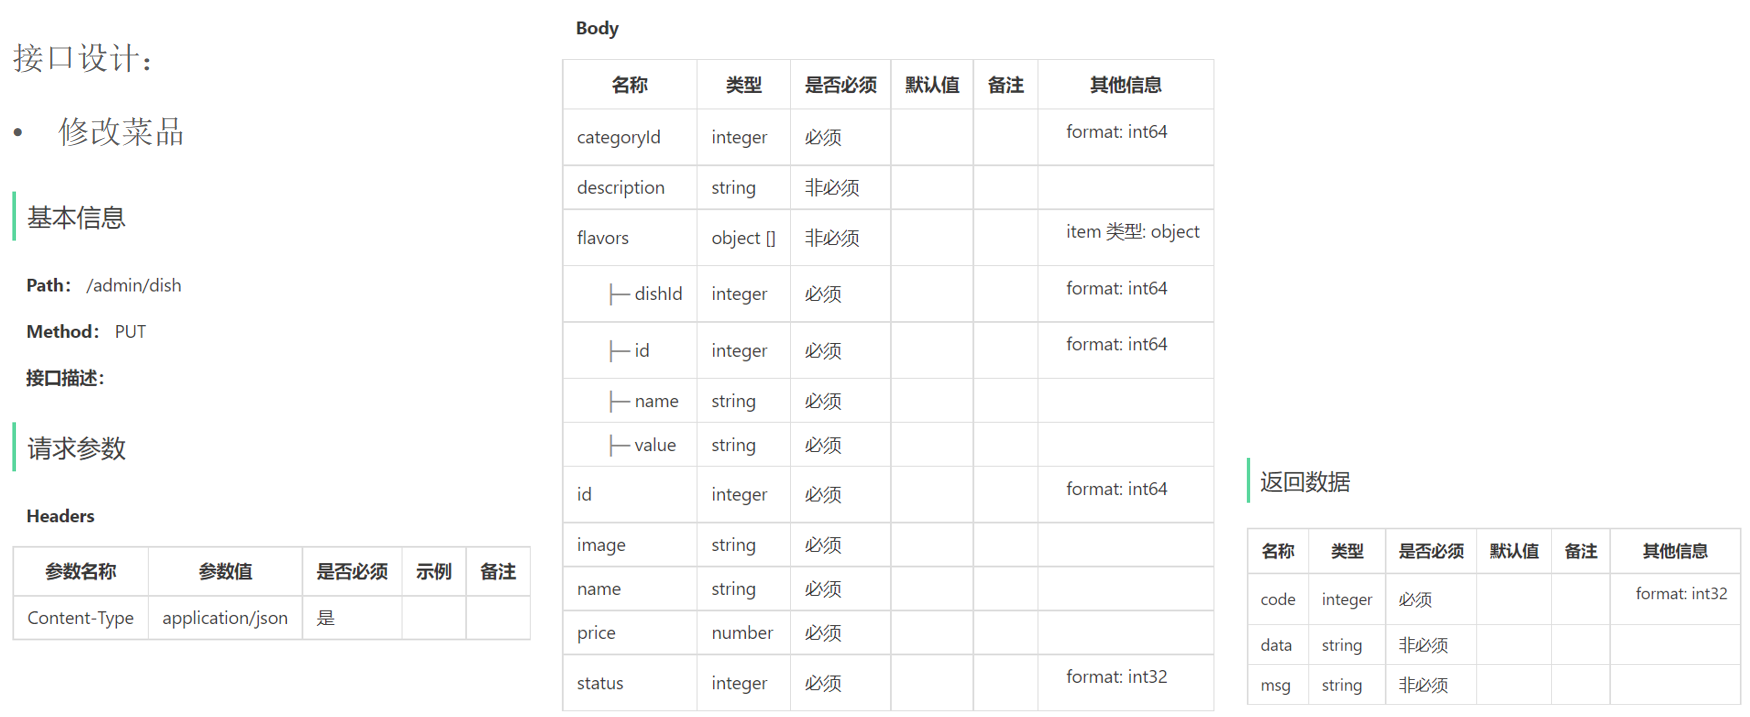 接口设计：
• 修改菜品
基本信息
Path： /admin/dish
Method： PUT
接口描述：
请求参数
Headers
参数名称 参数值 是否必须 示例 备注
Content-Type application/json 是
Body
名称 类型 是否必须 默认值 备注 其他信息
categoryId integer 必须 format: int64
description string 非必须
flavors object [] 非必须 item 类型: object
├─ dishId integer 必须 format: int64
├─ id integer 必须 format: int64
├─ name string 必须
├─ value string 必须
id integer 必须 format: int64
image string 必须
name string 必须
price number 必须
status integer 必须 format: int32
返回数据
名称 类型 是否必须 默认值 备注 其他信息
code integer 必须 format: int32
data string 非必须
msg string 非必须